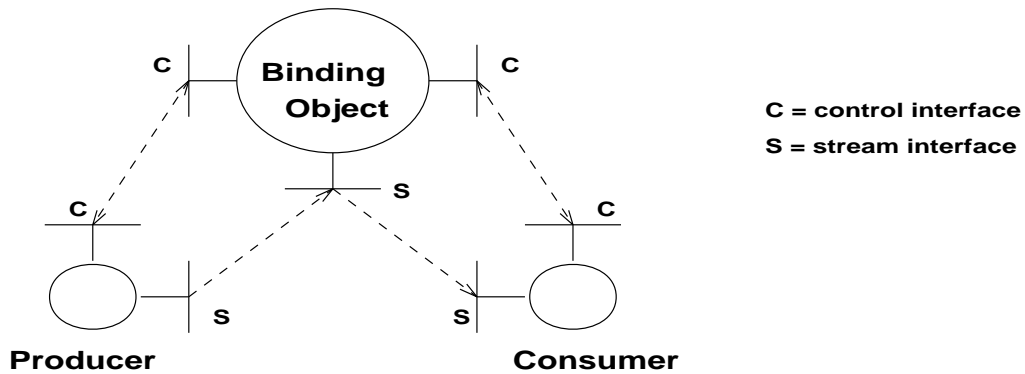 C
Binding
Object
C
C = control interface
S = stream interface
S
C
C
S
S
Producer
Consumer